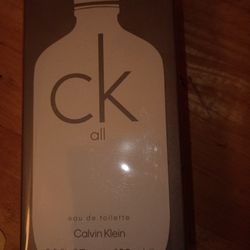 ck
all
eau de toilette
Calvin Klein